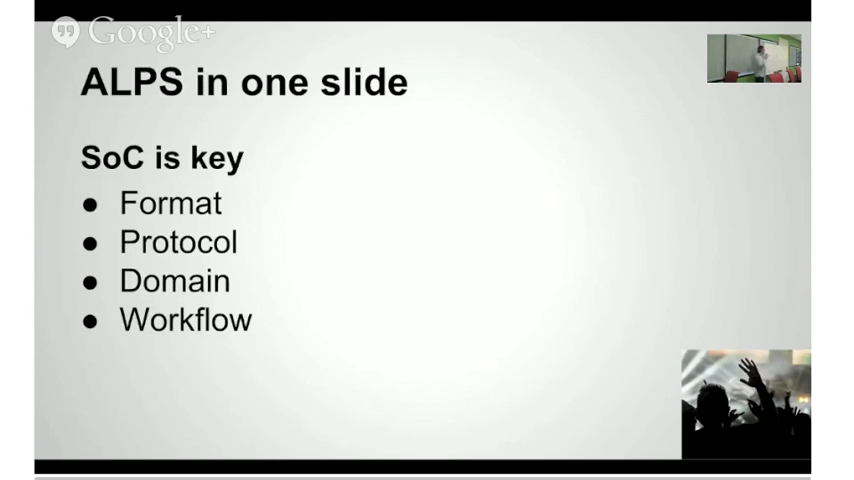 Google+
ALPS in one slide
SoC is key
● Format
● Protocol
● Domain
● Workflow